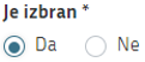 Je izbran *
Da Ne